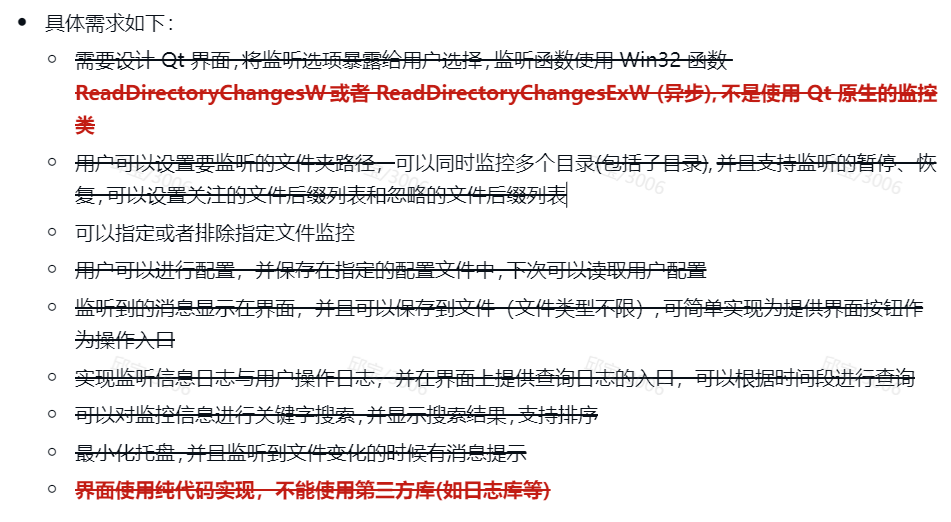 具体需求如下：
需要设计 Qt 界面,将监听选项暴露给用户选择,监听函数使用 Win32 函数
ReadDirectoryChangesW 或者 ReadDirectoryChangesExW (异步),不是使用 Qt 原生的监控
类
用户可以设置要监听的文件夹路径，可以同时监控多个目录(包括子目录),并且支持监听的暂停、恢
复,可以设置关注的文件后缀列表和忽略的文件后缀列表
可以指定或者排除指定文件监控
用户可以进行配置，并保存在指定的配置文件中,下次可以读取用户配置
监听到的消息显示在界面，并且可以保存到文件（文件类型不限）,可简单实现为提供界面按钮作
为操作入口
实现监听信息日志与用户操作日志，并在界面上提供查询日志的入口，可以根据时间段进行查询
可以对监控信息进行关键字搜索,并显示搜索结果,支持排序
最小化托盘,并且监听到文件变化的时候有消息提示
界面使用纯代码实现，不能使用第三方库(如日志库等)